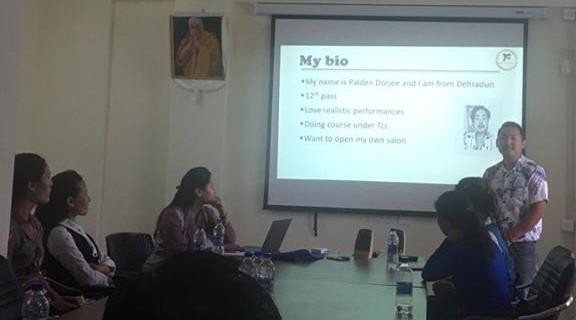 My bio
•My name is Palden Dorjee and I am from Dehradun
•12th pass
•Love realistic performances
•Doing course under Tcc
•Want to open my own salon